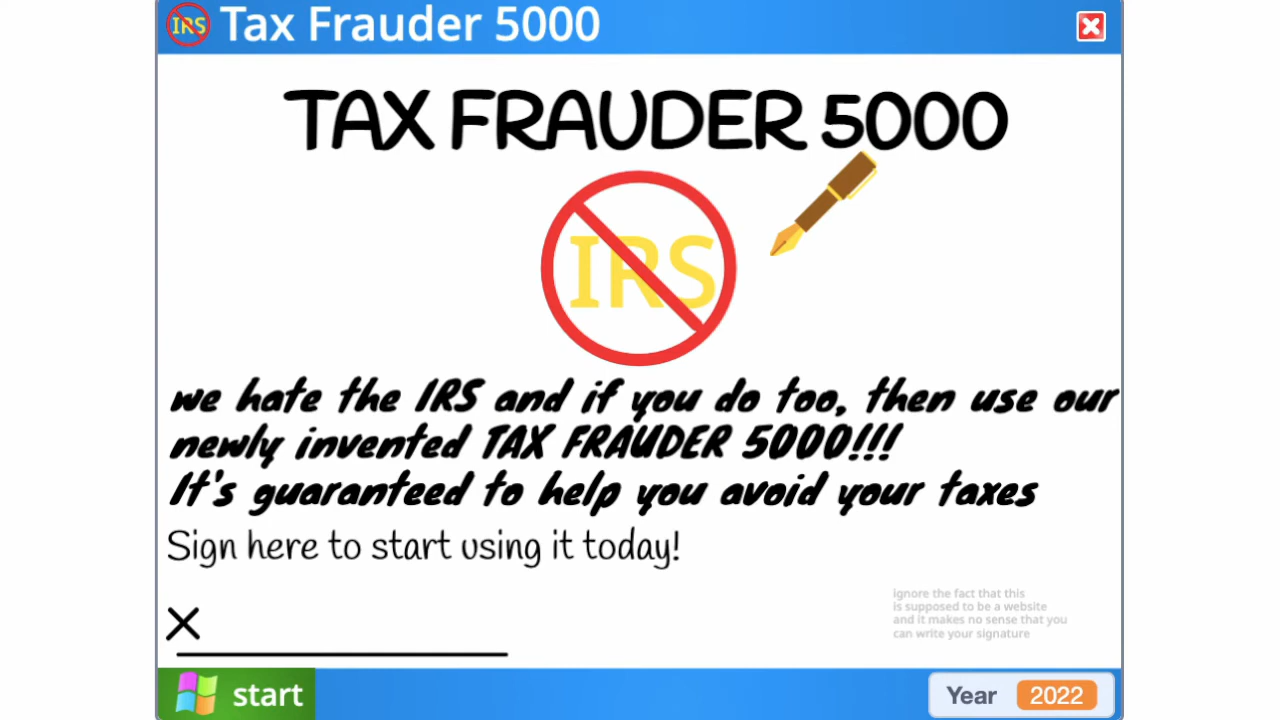 IRS Tax Frauder 5000
TAX FRAUDER 5000
IRS
we hate the IRS and if you do too, then use our
newly invented TAX FRAUDER 5000!!!
It's guaranteed to help you avoid your taxes
Sign here to start using it today!
ignore the fact that this
is supposed to be a website
and it makes no sense that you
can write your signature
X
start
Year 2022